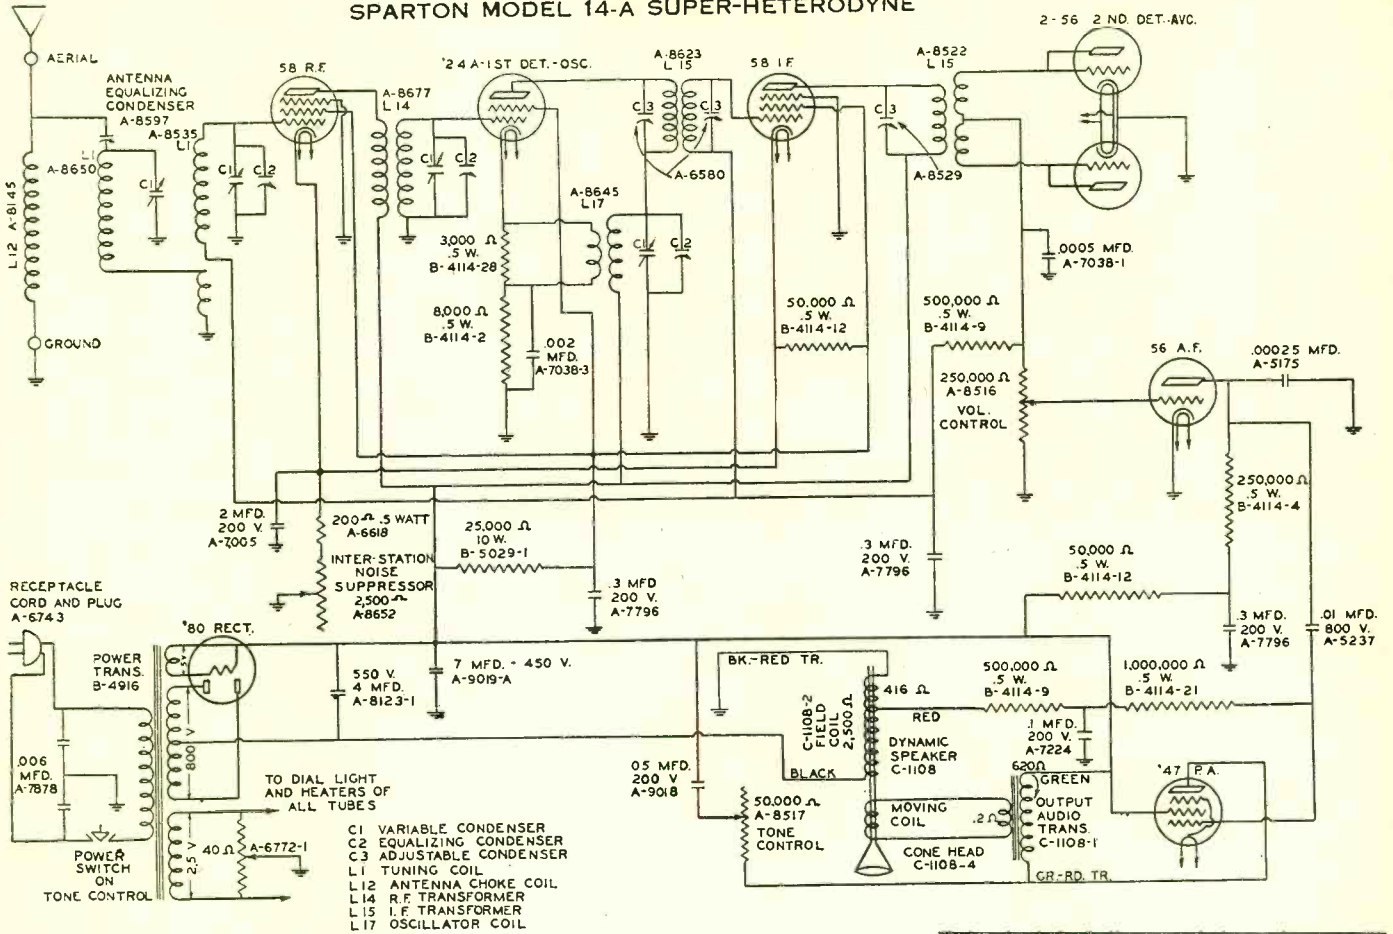 SPARTON MODEL 14-A SUPER-HETERODYNE
AERIAL
ANTENNA
EQUALIZING
CONDENSER
A-8597
A-8535
L1
58 R.F.
A-8677
L 14
'24 A-1ST DET.-OSC.
A-8623
L 15
58 I.F.
A-8522
L 15
2-56 2 ND. DET.-AVC.
L1
A-8650
C1
C1
C2
C1
C2
C3
C3
C3
A-6580
A-8529
L12 A-8145
A-8645
L17
C1
C2
3,000 Ω
.5 W.
B-4114-28
8,000 Ω
.5 W.
B-4114-2
.002
MFD.
A-7038-3
50,000 Ω
.5 W.
B-4114-12
500,000 Ω
.5 W.
B-4114-9
.0005 MFD.
A-7038-1
GROUND
250,000 Ω
A-8516
VOL.
CONTROL
56 A.F.
.00025 MFD.
A-5175
250,000 Ω
.5 W.
B-4114-4
2 MFD.
200 V.
A-7005
200 Ω .5 WATT
A-6618
INTER-STATION
NOISE
SUPPRESSOR
2,500 Ω
A-8652
25,000 Ω
10 W.
B-5029-1
.3 MFD
200 V.
A-7796
.3 MFD.
200 V.
A-7796
50,000 Ω
.5 W.
B-4114-12
.3 MFD.
200 V.
A-7796
.01 MFD.
800 V.
A-5237
RECEPTACLE
CORD AND PLUG
A-6743
'80 RECT.
POWER
TRANS.
B-4916
5V
800 V
550 V.
4 MFD.
A-8123-1
7 MFD. - 450 V.
A-9019-A
BK.-RED TR.
C-1108-2
FIELD
COIL
2,500 Ω
416 Ω
RED
DYNAMIC
SPEAKER
C-1108
BLACK
500,000 Ω
.5 W.
B-4114-9
1,000,000 Ω
.5 W.
B-4114-21
.1 MFD.
200 V.
A-7224
.006
MFD.
A-7878
TO DIAL LIGHT
AND HEATERS OF
ALL TUBES
05 MFD.
200 V
A-9018
50,000 Ω
A-8517
TONE
CONTROL
MOVING
COIL
.2 Ω
CONE HEAD
C-1108-4
620 Ω
GREEN
OUTPUT
AUDIO
TRANS.
C-1108-1
GR.-RD. TR.
'47 P.A.
POWER
SWITCH
ON
TONE CONTROL
2.5 V
40 Ω
A-6772-1
C1 VARIABLE CONDENSER
C2 EQUALIZING CONDENSER
C3 ADJUSTABLE CONDENSER
L1 TUNING COIL
L12 ANTENNA CHOKE COIL
L14 R.F. TRANSFORMER
L15 I.F. TRANSFORMER
L17 OSCILLATOR COIL